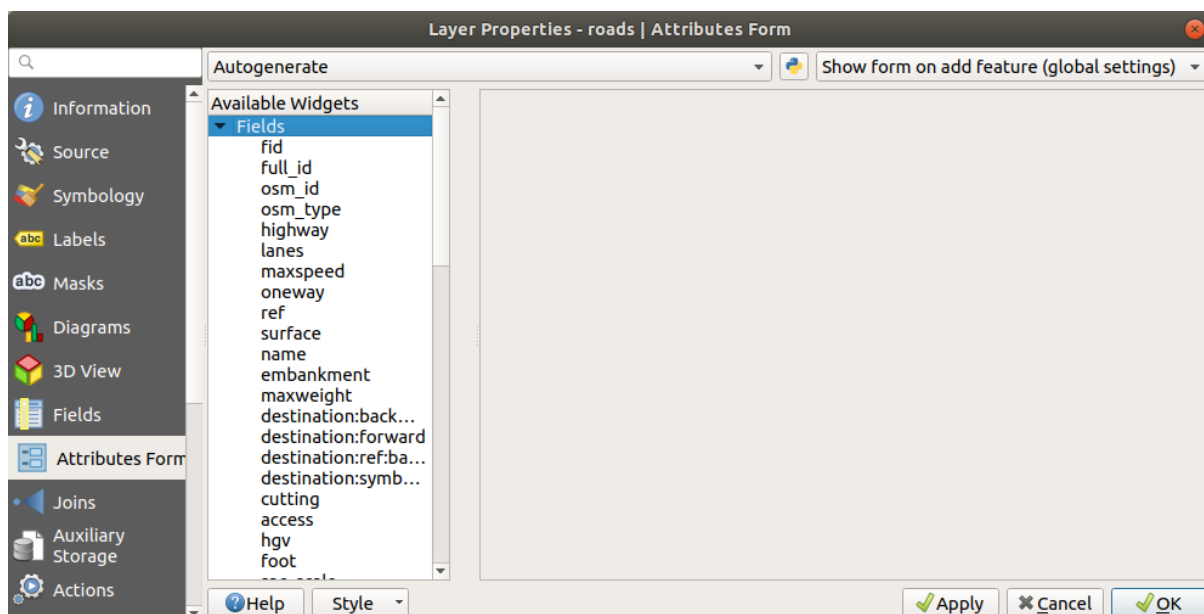 Layer Properties - roads | Attributes Form
Autogenerate
Show form on add feature (global settings)
Information
Source
Symbology
abc
Labels
abc
Masks
Diagrams
3D View
Fields
Attributes Form
Joins
Auxiliary
Storage
Actions
Available Widgets
Fields
fid
full_id
osm_id
osm_type
highway
lanes
maxspeed
oneway
ref
surface
name
embankment
maxweight
destination:back...
destination:forward
destination:ref:ba...
destination:symb...
cutting
access
hgv
foot
Help
Style
Apply
Cancel
OK